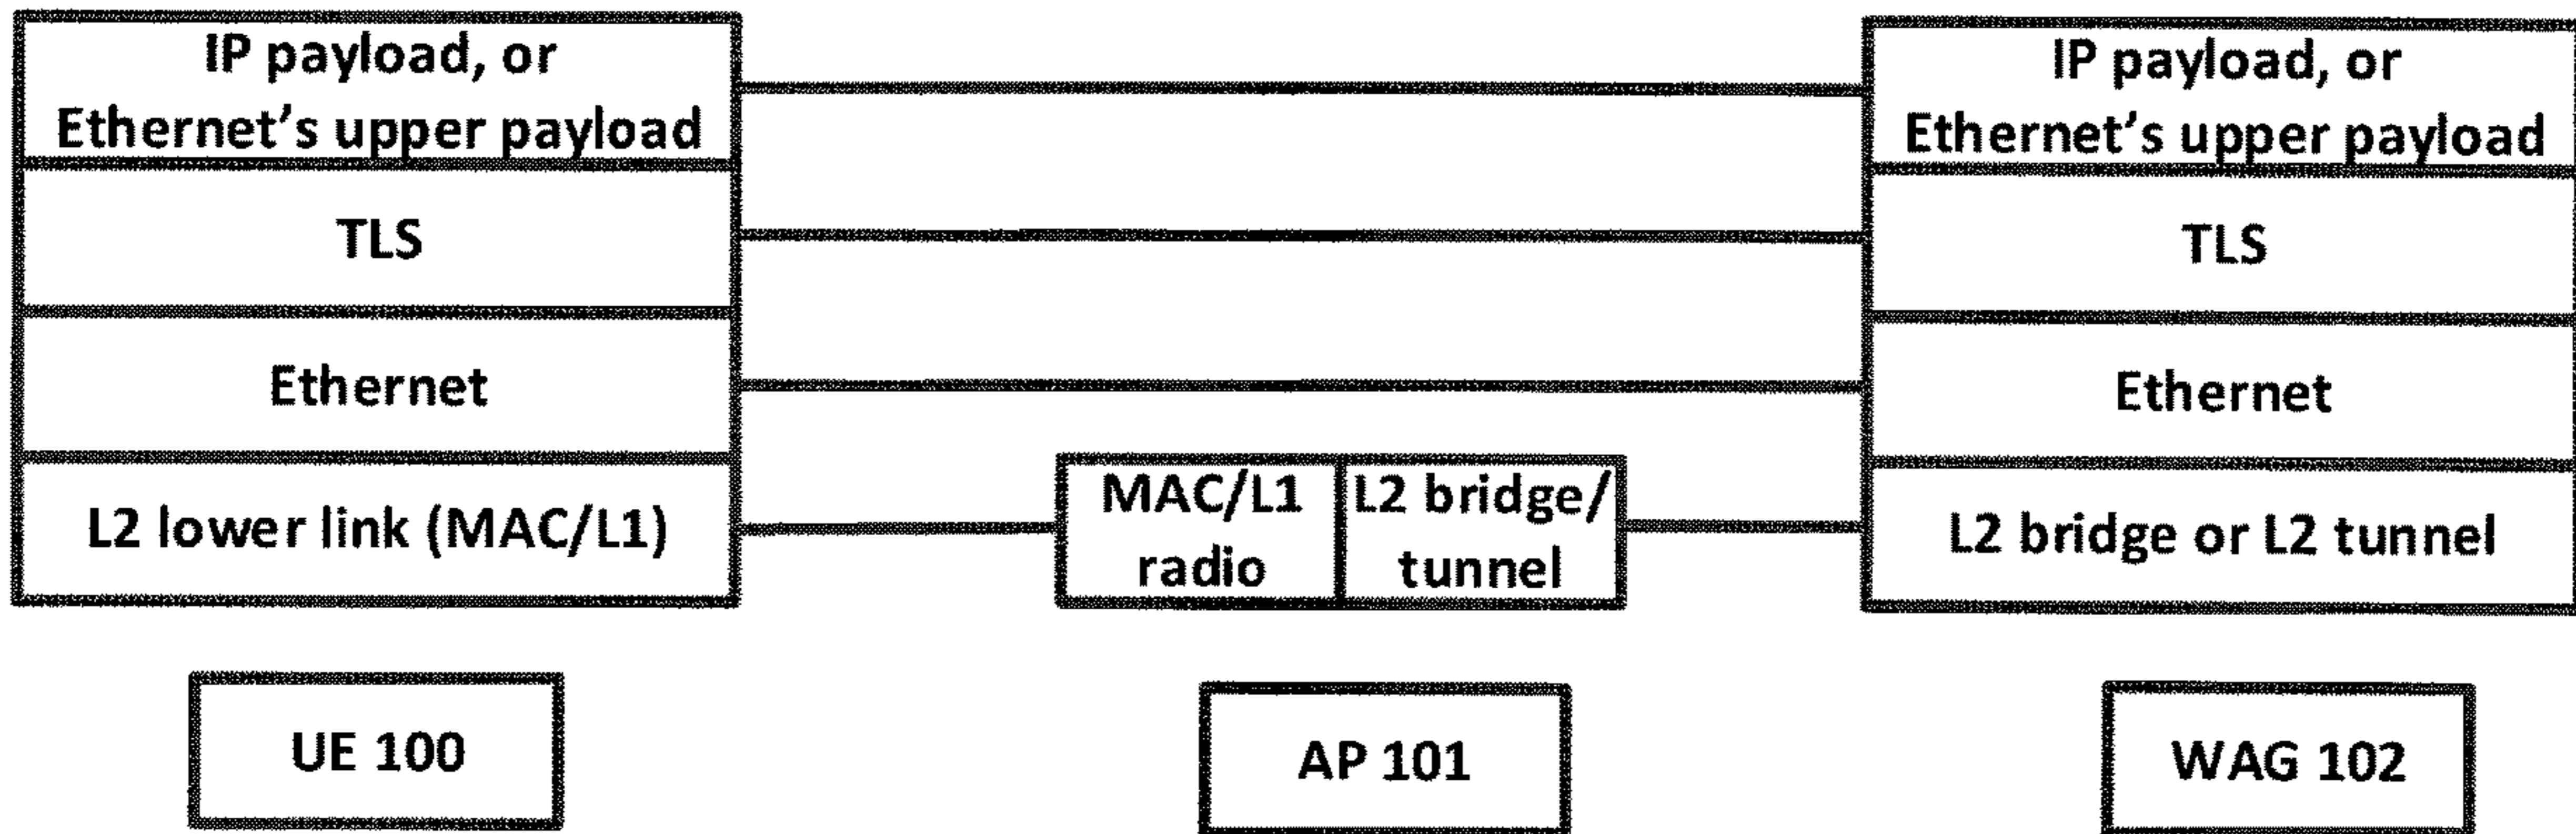 IP payload, or
Ethernet's upper payload
TLS
Ethernet
L2 lower link (MAC/L1)
MAC/L1
radio
L2 bridge/
tunnel
IP payload, or
Ethernet's upper payload
TLS
Ethernet
L2 bridge or L2 tunnel
UE 100
AP 101
WAG 102